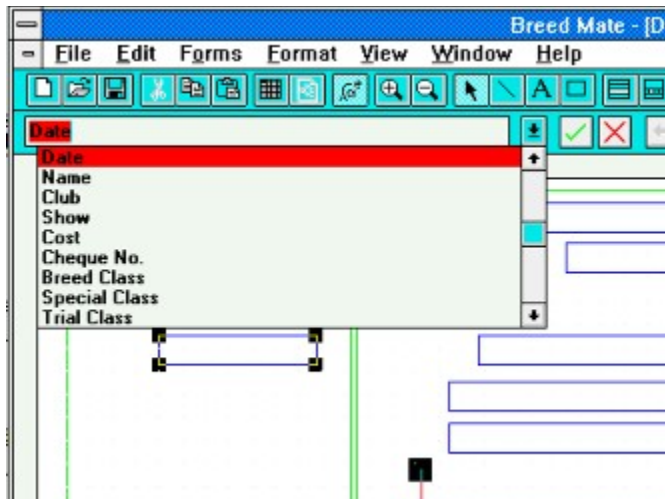 Breed Mate - [D
File Edit Forms Format View Window Help
A
Date
Date
Name
Club
Show
Cost
Cheque No.
Breed Class
Special Class
Trial Class